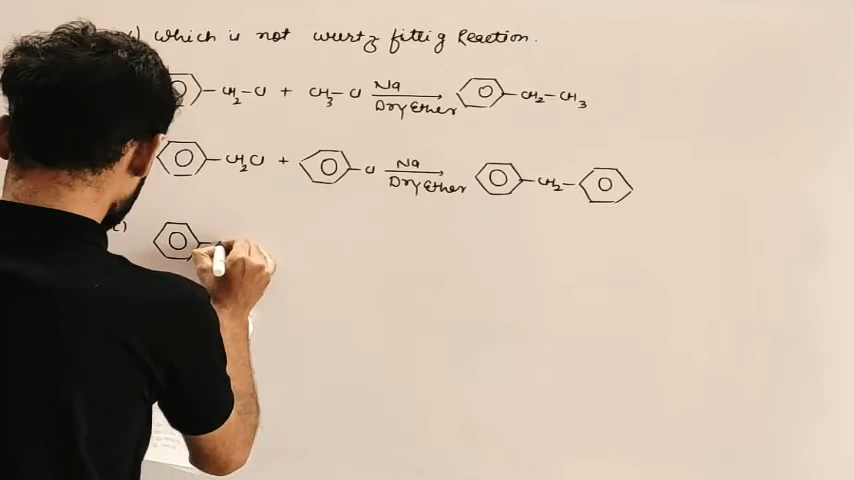 ) which is not wurtz fittig Reaction.
-CH2-Cl + CH3-Cl Na Dry Ether -CH2-CH3
-CH2Cl + -Cl Na Dry Ether -CH2-
c)